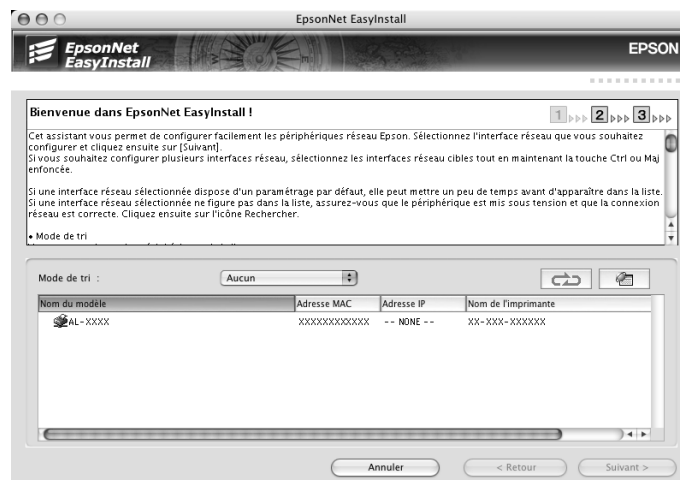 EpsonNet EasyInstall
EpsonNet
EasyInstall
EPSON
Bienvenue dans EpsonNet EasyInstall !
1 2 3
Cet assistant vous permet de configurer facilement les périphériques réseau Epson. Sélectionnez l'interface réseau que vous souhaitez
configurer et cliquez ensuite sur [Suivant].
Si vous souhaitez configurer plusieurs interfaces réseau, sélectionnez les interfaces réseau cibles tout en maintenant la touche Ctrl ou Maj
enfoncée.
Si une interface réseau sélectionnée dispose d'un paramétrage par défaut, elle peut mettre un peu de temps avant d'apparaître dans la liste.
Si une interface réseau sélectionnée ne figure pas dans la liste, assurez-vous que le périphérique est mis sous tension et que la connexion
réseau est correcte. Cliquez ensuite sur l'icône Rechercher.
• Mode de tri
Mode de tri : Aucun
Nom du modèle Adresse MAC Adresse IP Nom de l'imprimante
AL-XXXX XXXXXXXXXXXX -- NONE -- XX-XXX-XXXXXX
Annuler < Retour Suivant >